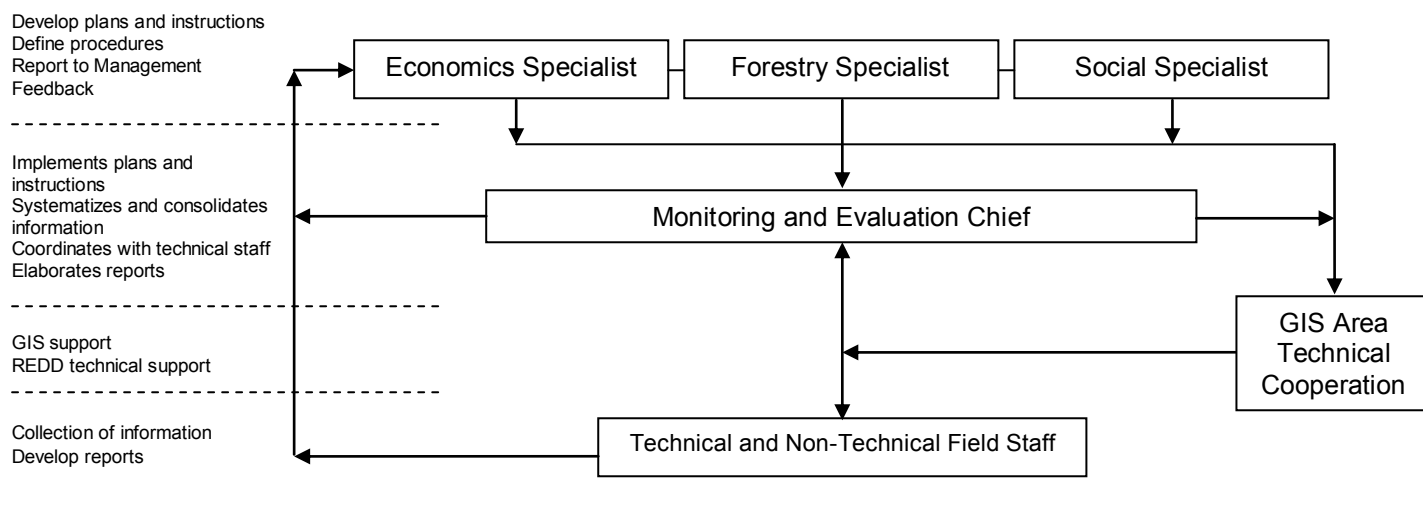 Develop plans and instructions
Define procedures
Report to Management
Feedback
Economics Specialist
Forestry Specialist
Social Specialist
Implements plans and
instructions
Systematizes and consolidates
information
Coordinates with technical staff
Elaborates reports
Monitoring and Evaluation Chief
GIS support
REDD technical support
GIS Area
Technical
Cooperation
Collection of information
Develop reports
Technical and Non-Technical Field Staff